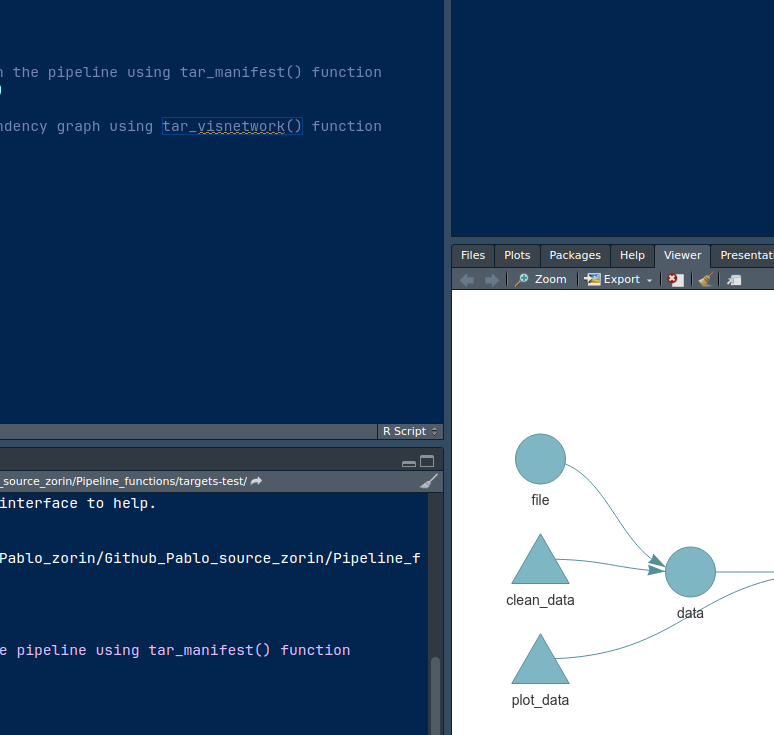 the pipeline using tar_manifest() function
)
ndency graph using tar_visnetwork() function
R Script
_source_zorin/Pipeline_functions/targets-test/
interface to help.
Pablo_zorin/Github_Pablo_source_zorin/Pipeline_f
e pipeline using tar_manifest() function
Files Plots Packages Help Viewer Presentati
Zoom Export
file
clean_data
data
plot_data